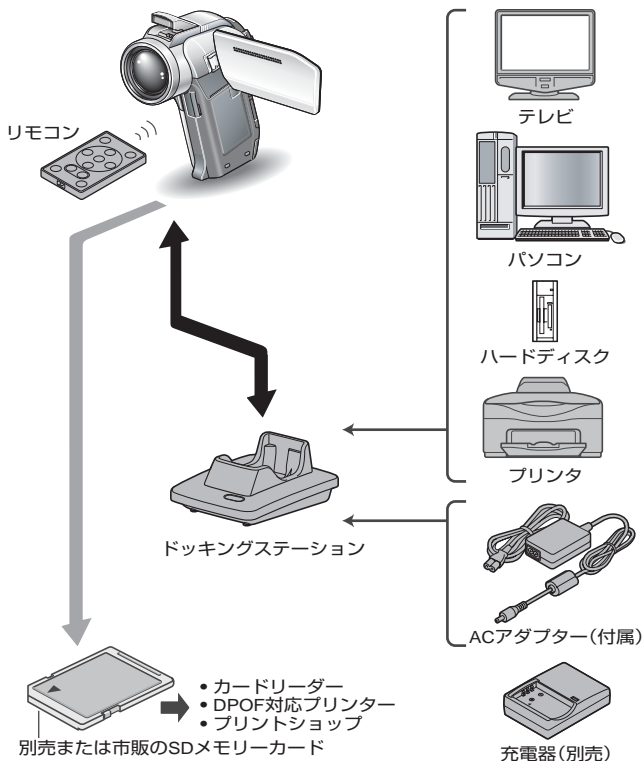 リモコン
テレビ
パソコン
ハードディスク
プリンタ
ドッキングステーション
ACアダプター(付属)
• カードリーダー
• DPOF対応プリンター
• プリントショップ
別売または市販のSDメモリーカード
充電器(別売)